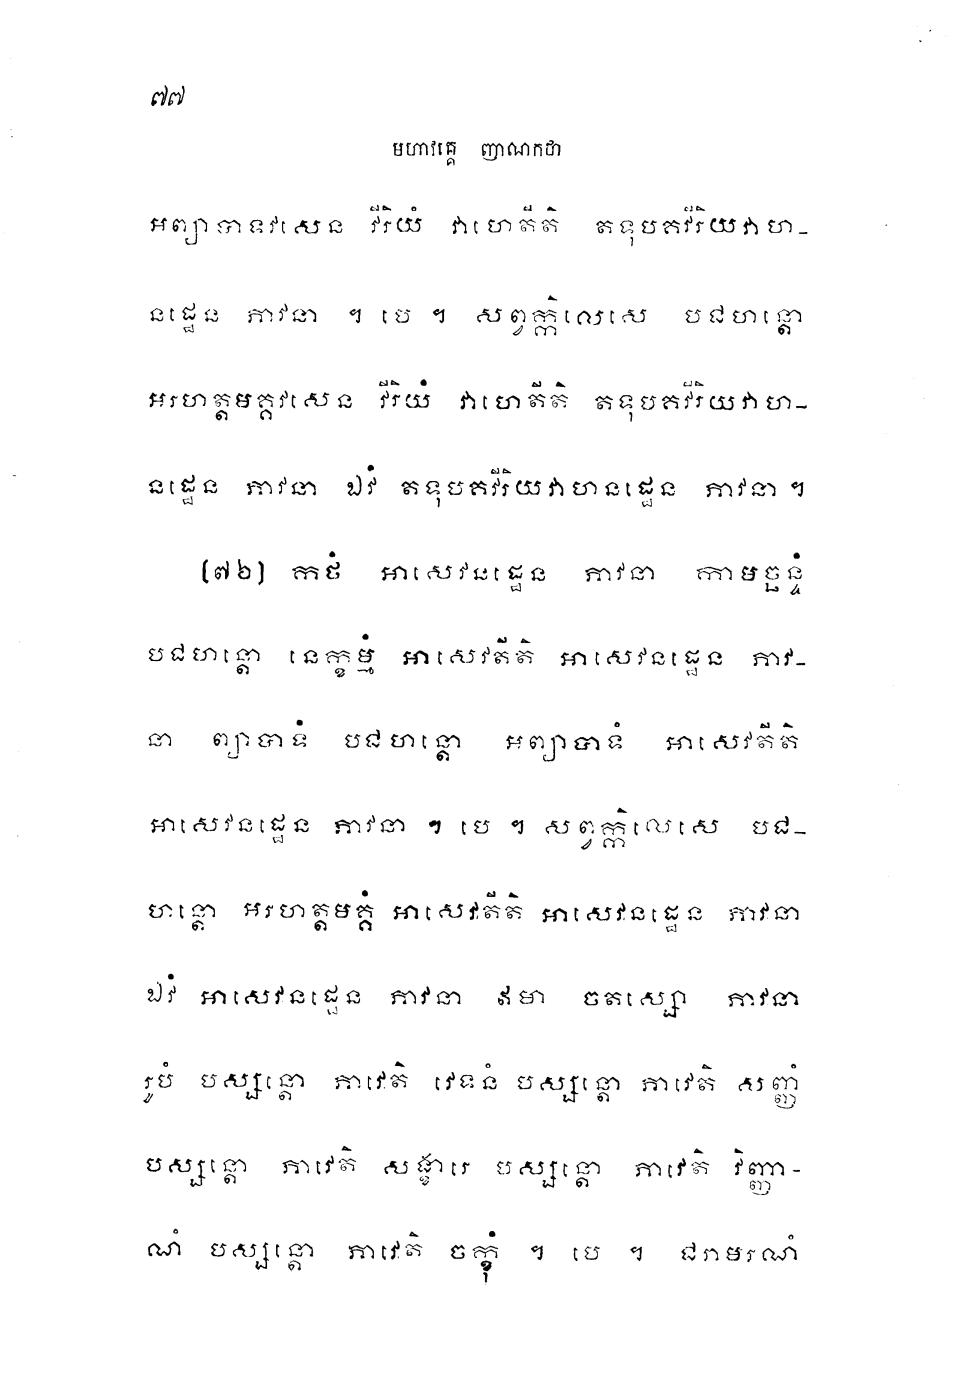 ៧៧
មហាវគ្គេ ញាណកថា
អព្យាបាទវសេន វីរិយំ វាហេតីតិ តទុបគវីរិយវាហ-
នដ្ឋេន ភាវនា ។ បេ ។ សព្វក្កិលេសេ បជហន្តោ
អរហត្តមគ្គវសេន វីរិយំ វាហេតីតិ តទុបគវីរិយវាហ-
នដ្ឋេន ភាវនា ឯវំ តទុបគវីរិយវាហនដ្ឋេន ភាវនា ។
(៧៦) កថំ អាសេវនដ្ឋេន ភាវនា កាមច្ឆន្ទំ
បជហន្តោ នេក្ខម្មំ អាសេវតីតិ អាសេវនដ្ឋេន ភាវ-
នា ព្យាបាទំ បជហន្តោ អព្យាបាទំ អាសេវតីតិ
អាសេវនដ្ឋេន ភាវនា ។ បេ ។ សព្វក្កិលេសេ បជ-
ហន្តោ អរហត្តមគ្គំ អាសេវតីតិ អាសេវនដ្ឋេន ភាវនា
ឯវំ អាសេវនដ្ឋេន ភាវនា ឥមា ចតស្សោ ភាវនា
រូបំ បស្សន្តោ ភាវេតិ វេទនំ បស្សន្តោ ភាវេតិ សញ្ញំ
បស្សន្តោ ភាវេតិ សង្ខារេ បស្សន្តោ ភាវេតិ វិញ្ញា-
ណំ បស្សន្តោ ភាវេតិ ចក្ខុំ ។ បេ ។ ជរាមរណំ